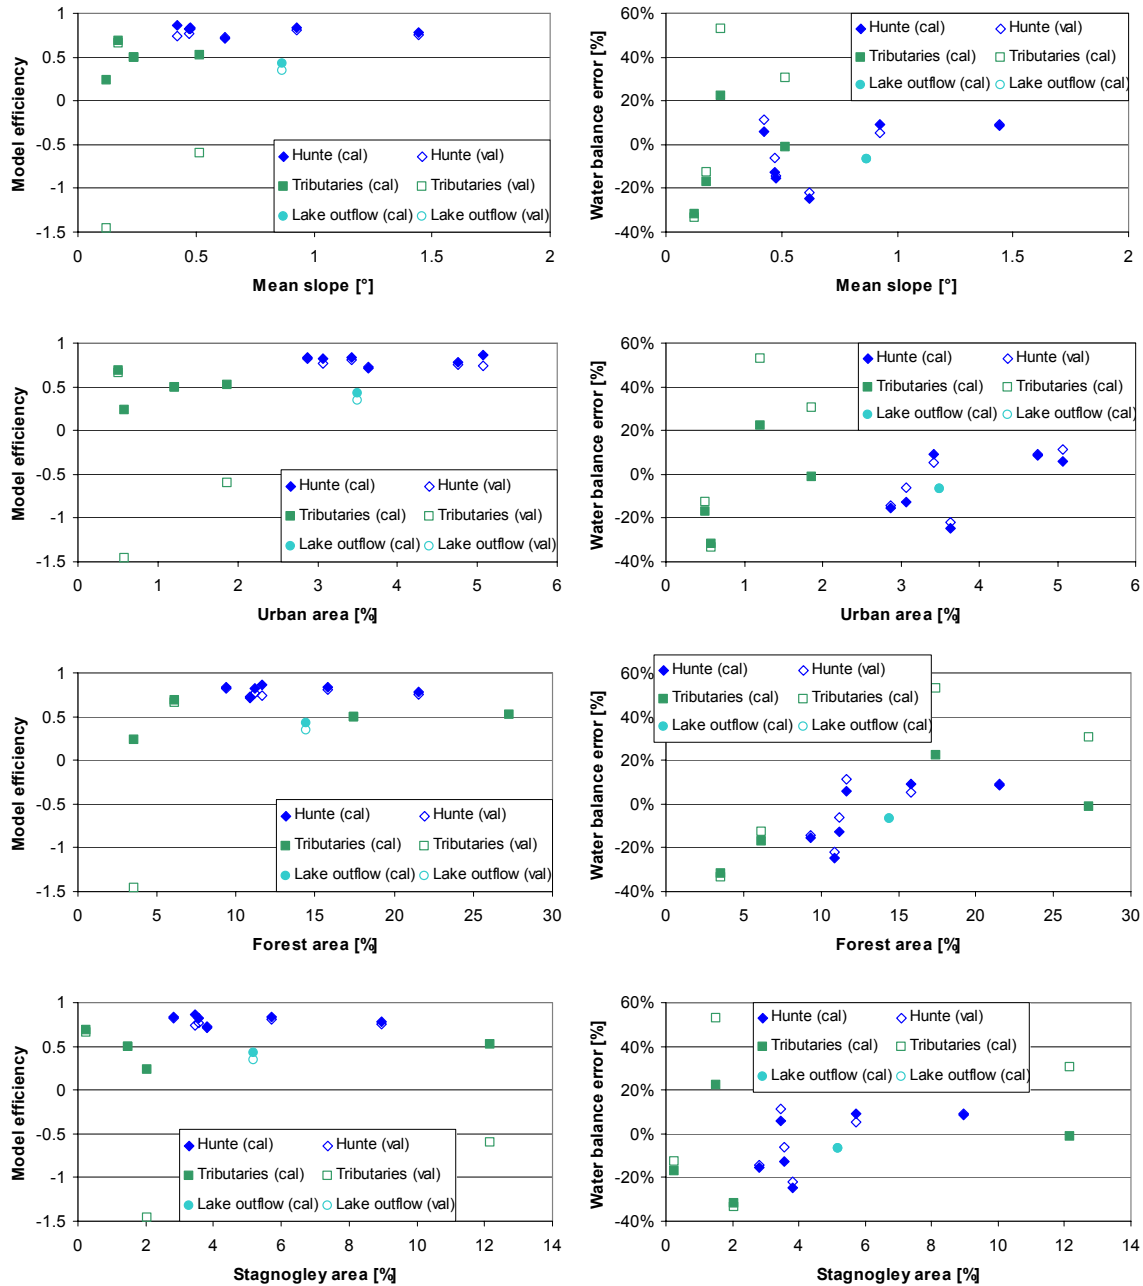 Model efficiency
1
0.5
0
-0.5
-1
-1.5
Hunte (cal) Hunte (val)
Tributaries (cal) Tributaries (val)
Lake outflow (cal) Lake outflow (val)
0 0.5 1 1.5 2
Mean slope [°]
Water balance error [%]
60%
40%
20%
0%
-20%
-40%
Hunte (cal) Hunte (val)
Tributaries (cal) Tributaries (cal)
Lake outflow (cal) Lake outflow (cal)
0 0.5 1 1.5 2
Mean slope [°]
Model efficiency
1
0.5
0
-0.5
-1
-1.5
Hunte (cal) Hunte (val)
Tributaries (cal) Tributaries (val)
Lake outflow (cal) Lake outflow (val)
0 1 2 3 4 5 6
Urban area [%]
Water balance error [%]
60%
40%
20%
0%
-20%
-40%
Hunte (cal) Hunte (val)
Tributaries (cal) Tributaries (cal)
Lake outflow (cal) Lake outflow (cal)
0 1 2 3 4 5 6
Urban area [%]
Model efficiency
1
0.5
0
-0.5
-1
-1.5
Hunte (cal) Hunte (val)
Tributaries (cal) Tributaries (val)
Lake outflow (cal) Lake outflow (val)
0 5 10 15 20 25 30
Forest area [%]
Water balance error [%]
60%
40%
20%
0%
-20%
-40%
Hunte (cal) Hunte (val)
Tributaries (cal) Tributaries (cal)
Lake outflow (cal) Lake outflow (cal)
0 5 10 15 20 25 30
Forest area [%]
Model efficiency
1
0.5
0
-0.5
-1
-1.5
Hunte (cal) Hunte (val)
Tributaries (cal) Tributaries (val)
Lake outflow (cal) Lake outflow (val)
0 2 4 6 8 10 12 14
Stagnogley area [%]
Water balance error [%]
60%
40%
20%
0%
-20%
-40%
Hunte (cal) Hunte (val)
Tributaries (cal) Tributaries (cal)
Lake outflow (cal) Lake outflow (cal)
0 2 4 6 8 10 12 14
Stagnogley area [%]